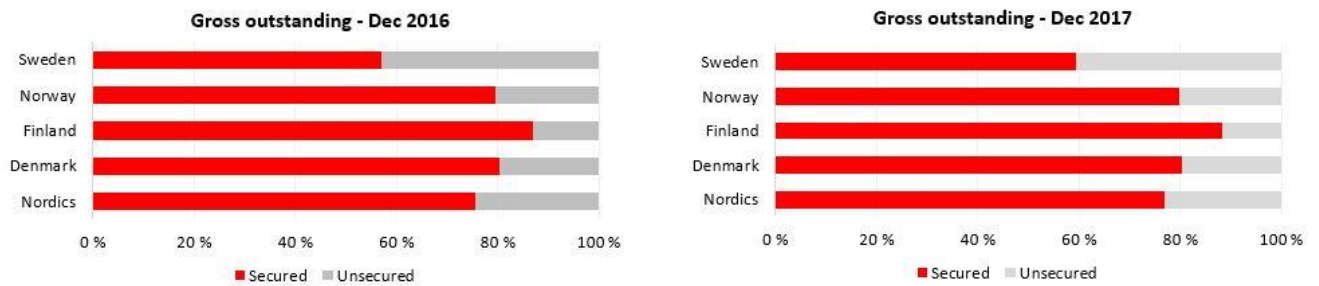 Gross outstanding - Dec 2016
Sweden
Norway
Finland
Denmark
Nordics
0 % 20 % 40 % 60 % 80 % 100 %
Secured Unsecured
Gross outstanding - Dec 2017
Sweden
Norway
Finland
Denmark
Nordics
0 % 20 % 40 % 60 % 80 % 100 %
Secured Unsecured